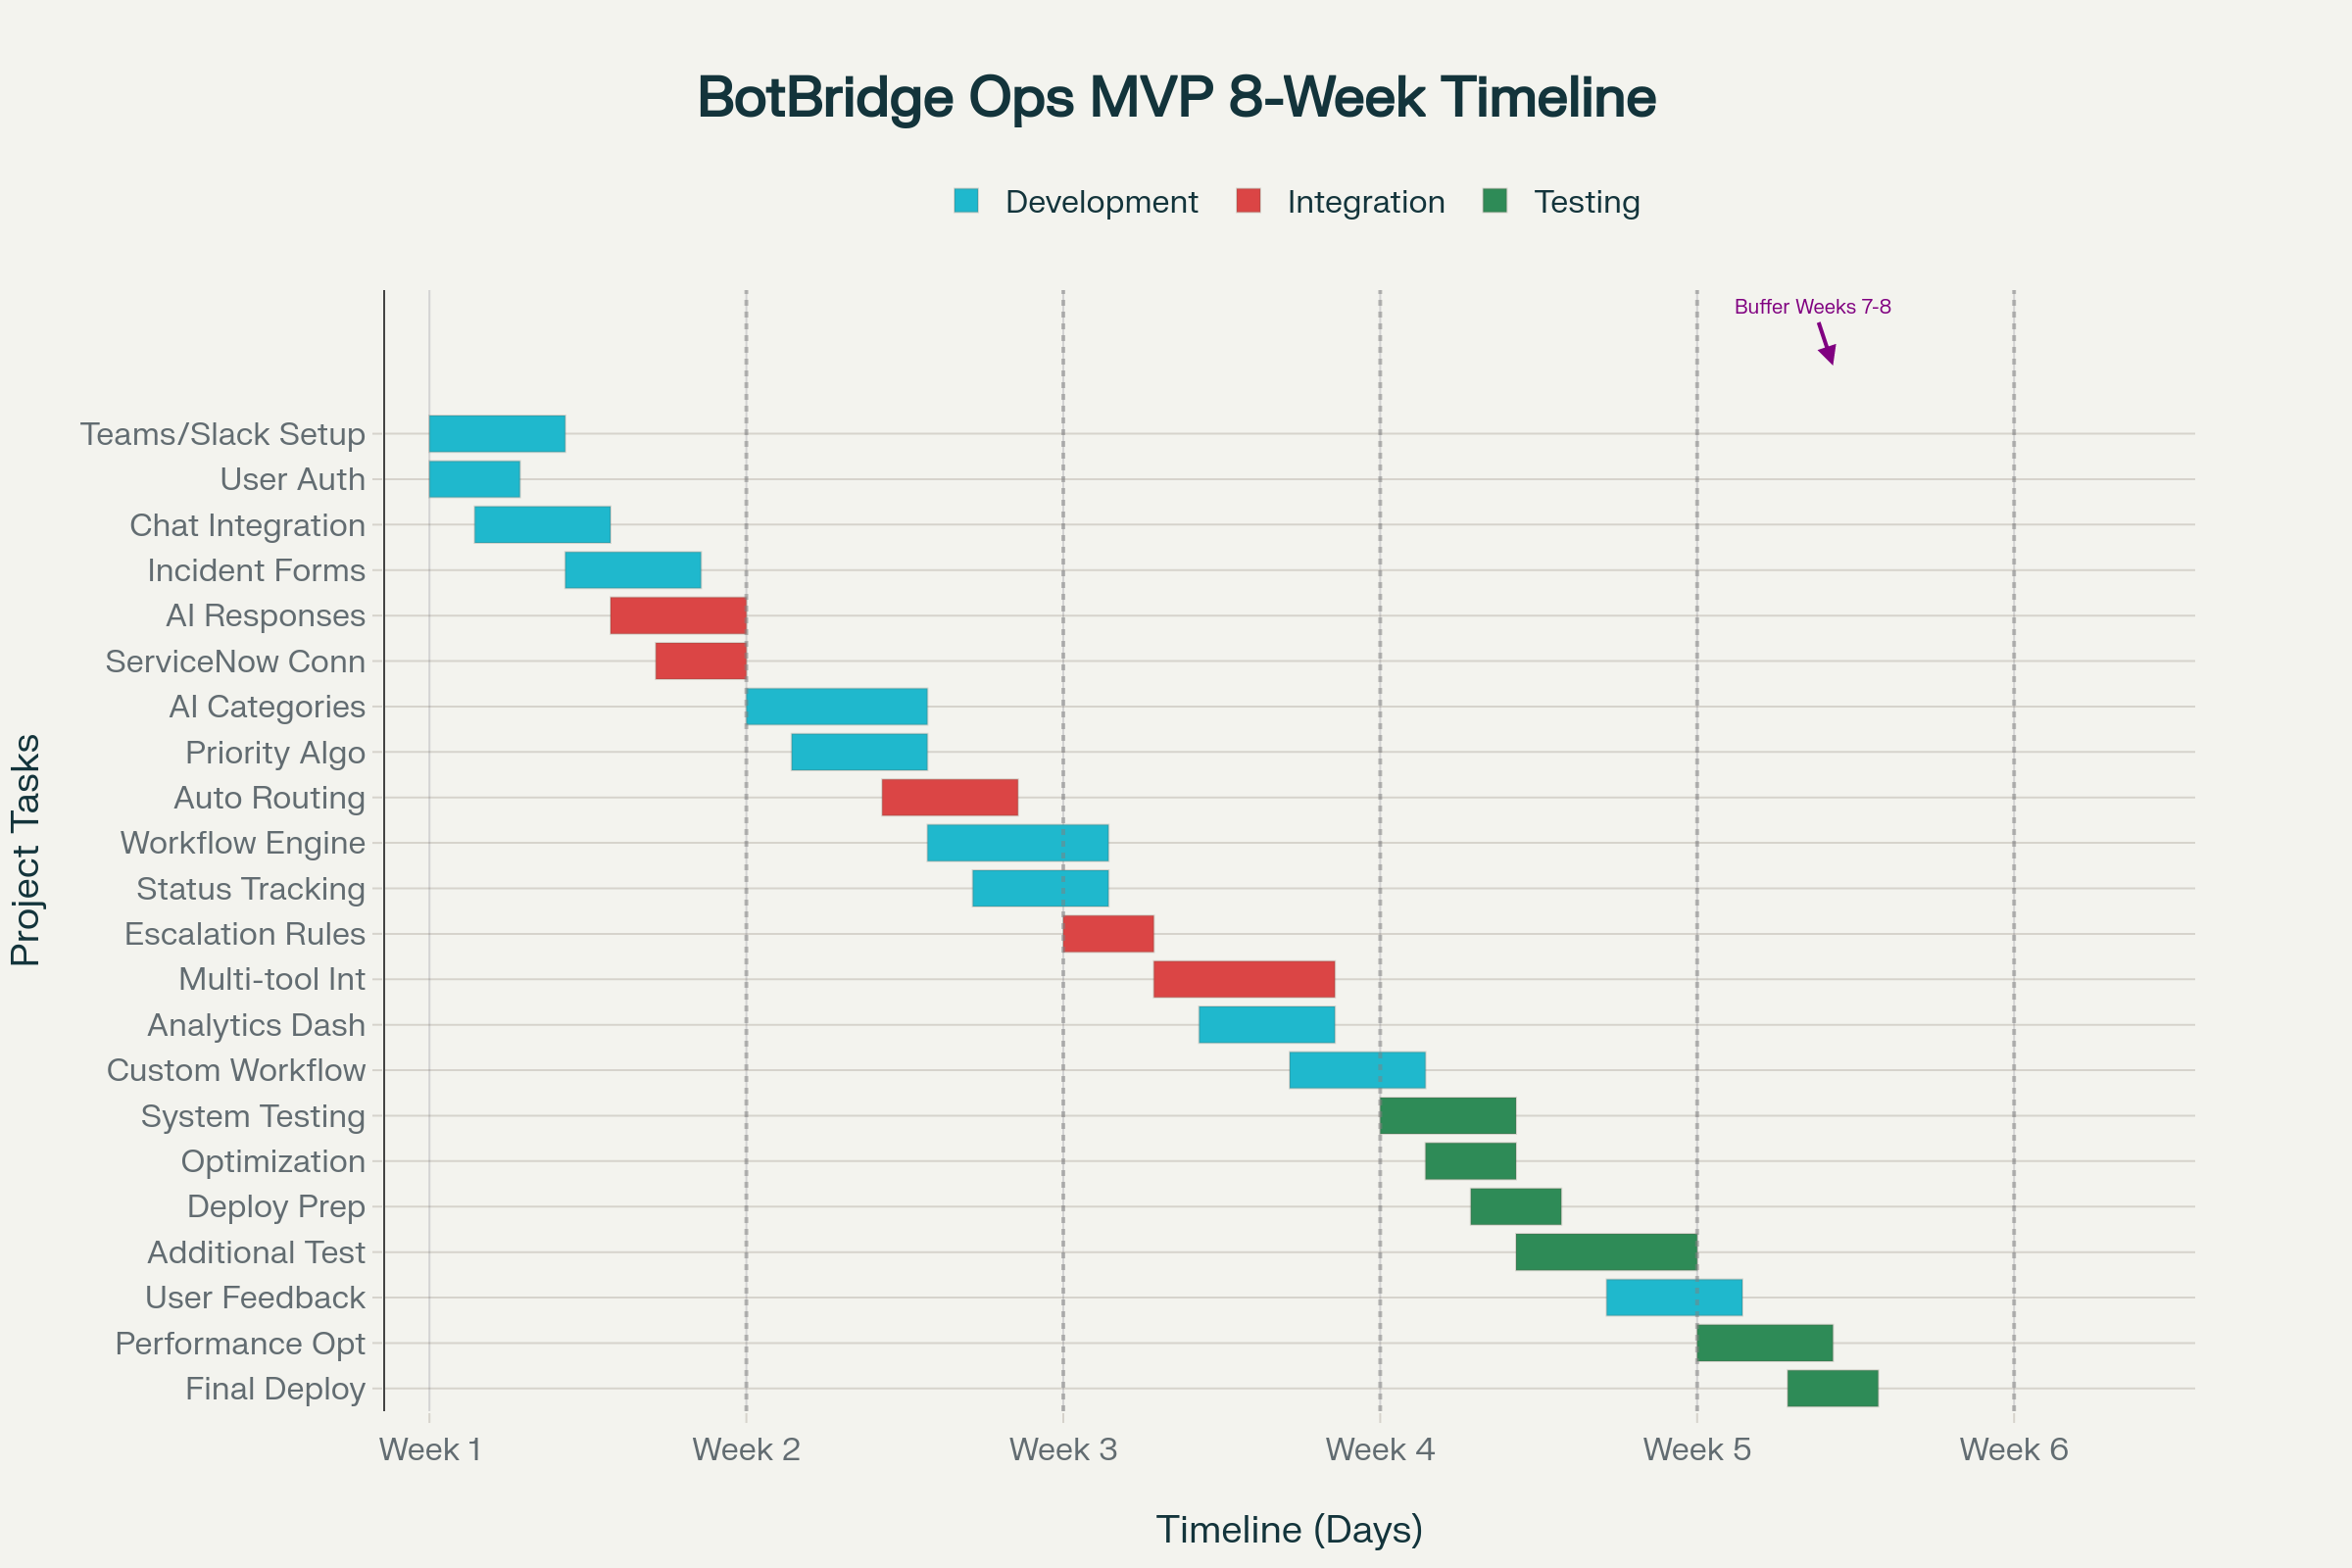 BotBridge Ops MVP 8-Week Timeline
Development Integration Testing
Buffer Weeks 7-8
Teams/Slack Setup
User Auth
Chat Integration
Incident Forms
AI Responses
ServiceNow Conn
AI Categories
Priority Algo
Auto Routing
Workflow Engine
Status Tracking
Escalation Rules
Multi-tool Int
Analytics Dash
Custom Workflow
System Testing
Optimization
Deploy Prep
Additional Test
User Feedback
Performance Opt
Final Deploy
Project Tasks
Week 1 Week 2 Week 3 Week 4 Week 5 Week 6
Timeline (Days)